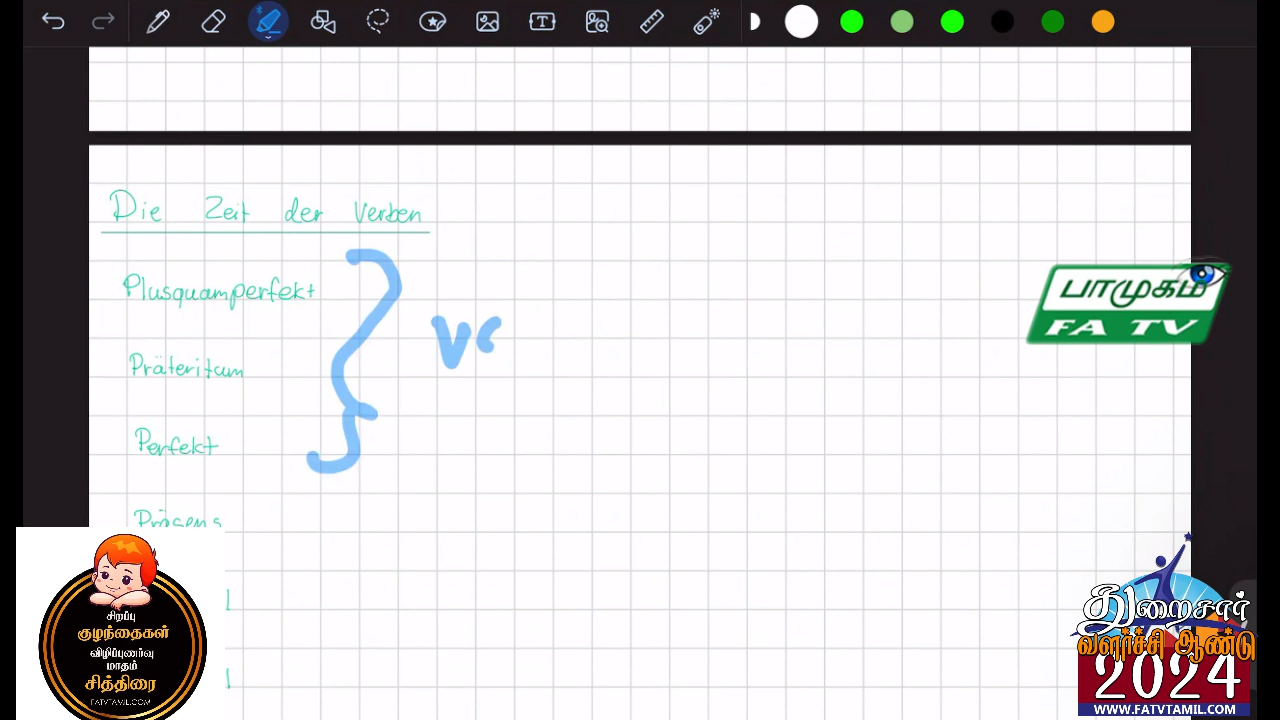 Die Zeit der Verben
Plusquamperfekt
Präteritum
Perfekt
Präsens
பாமுகம்
FA TV
சிறப்பு
குழந்தைகள்
விழிப்புணர்வு
மாதம்
சித்திரை
FATVTAMIL.COM
துறைசார்
வளர்ச்சி ஆண்டு
2024
WWW.FATVTAMIL.COM